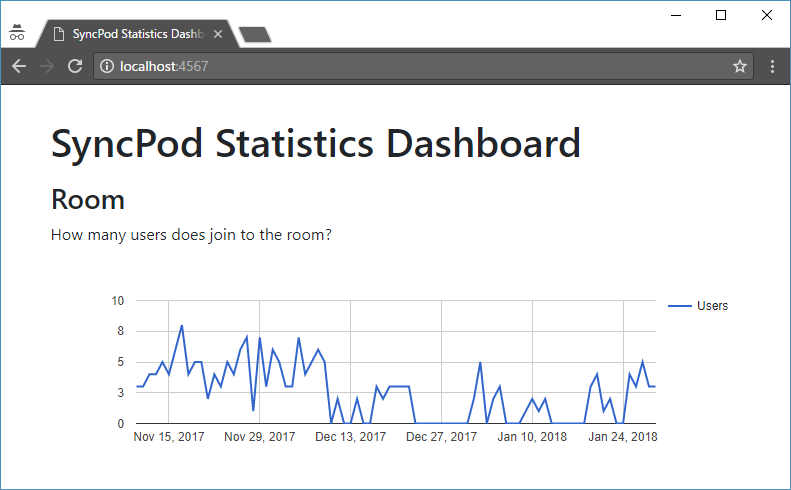 SyncPod Statistics Dashb
localhost:4567
SyncPod Statistics Dashboard
Room
How many users does join to the room?
10
8
5
3
0
Users
Nov 15, 2017 Nov 29, 2017 Dec 13, 2017 Dec 27, 2017 Jan 10, 2018 Jan 24, 2018